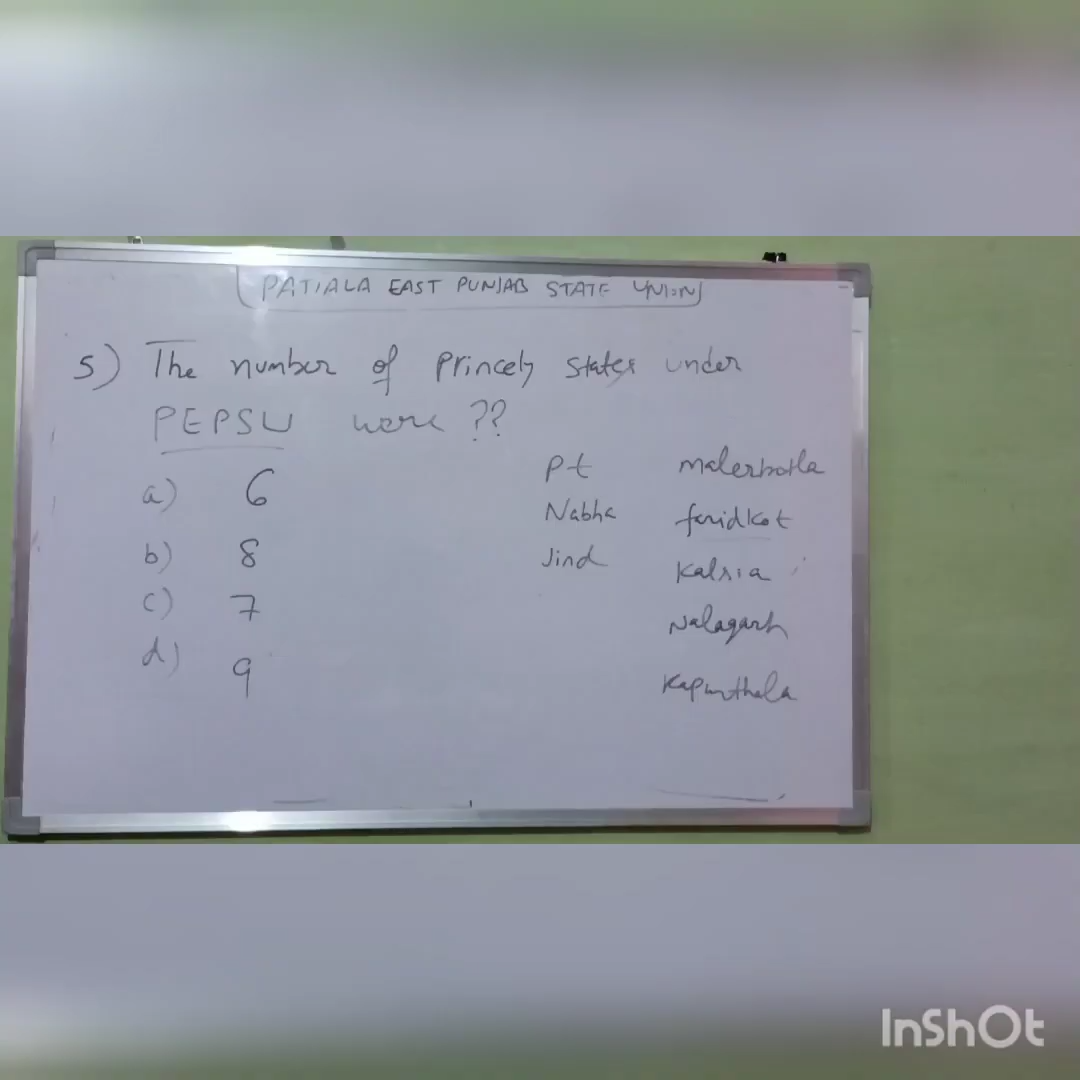 PATIALA EAST PUNJAB STATE UNION
5) The number of Princely states under
PEPSU were ??
a) 6
b) 8
c) 7
d) 9
Pt
Nabha
Jind
malerkotla
faridkot
Kalsia
Nalagarh
Kapurthala
InShOt